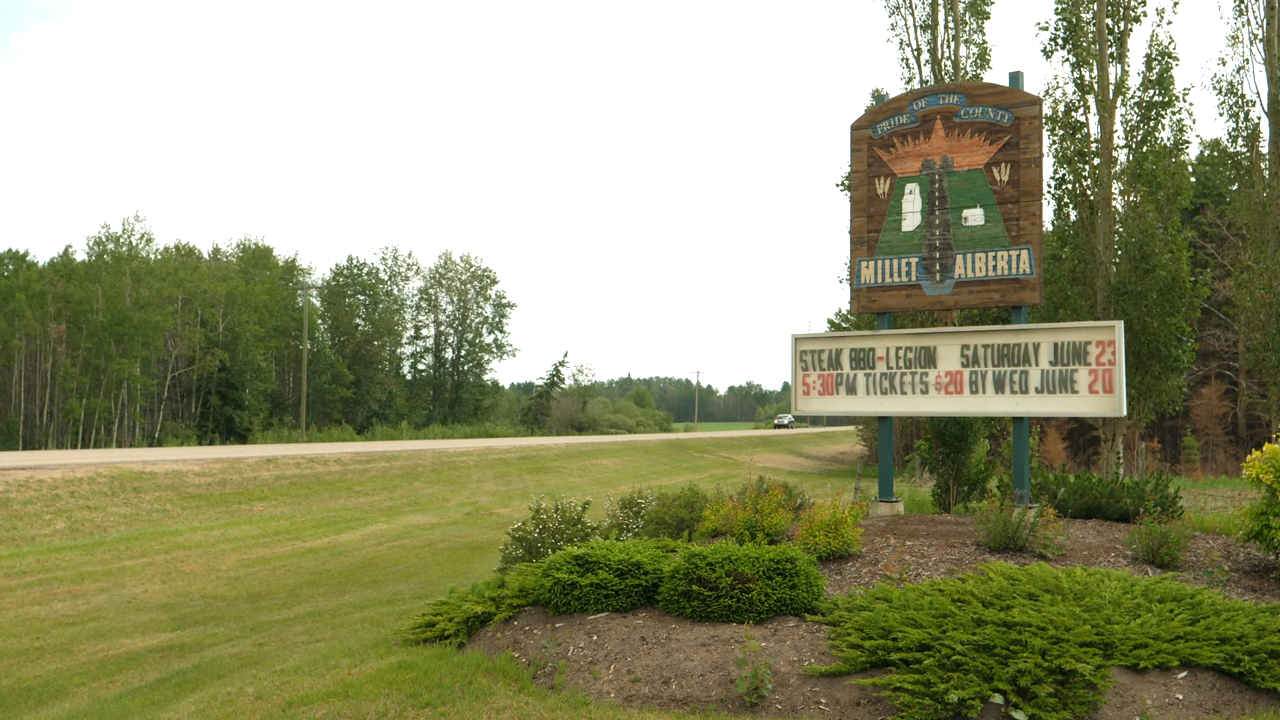 PRIDE OF THE COUNTY
MILLET ALBERTA
STEAK BBQ-LEGION SATURDAY JUNE 23
5:30PM TICKETS $20 BY WED JUNE 20